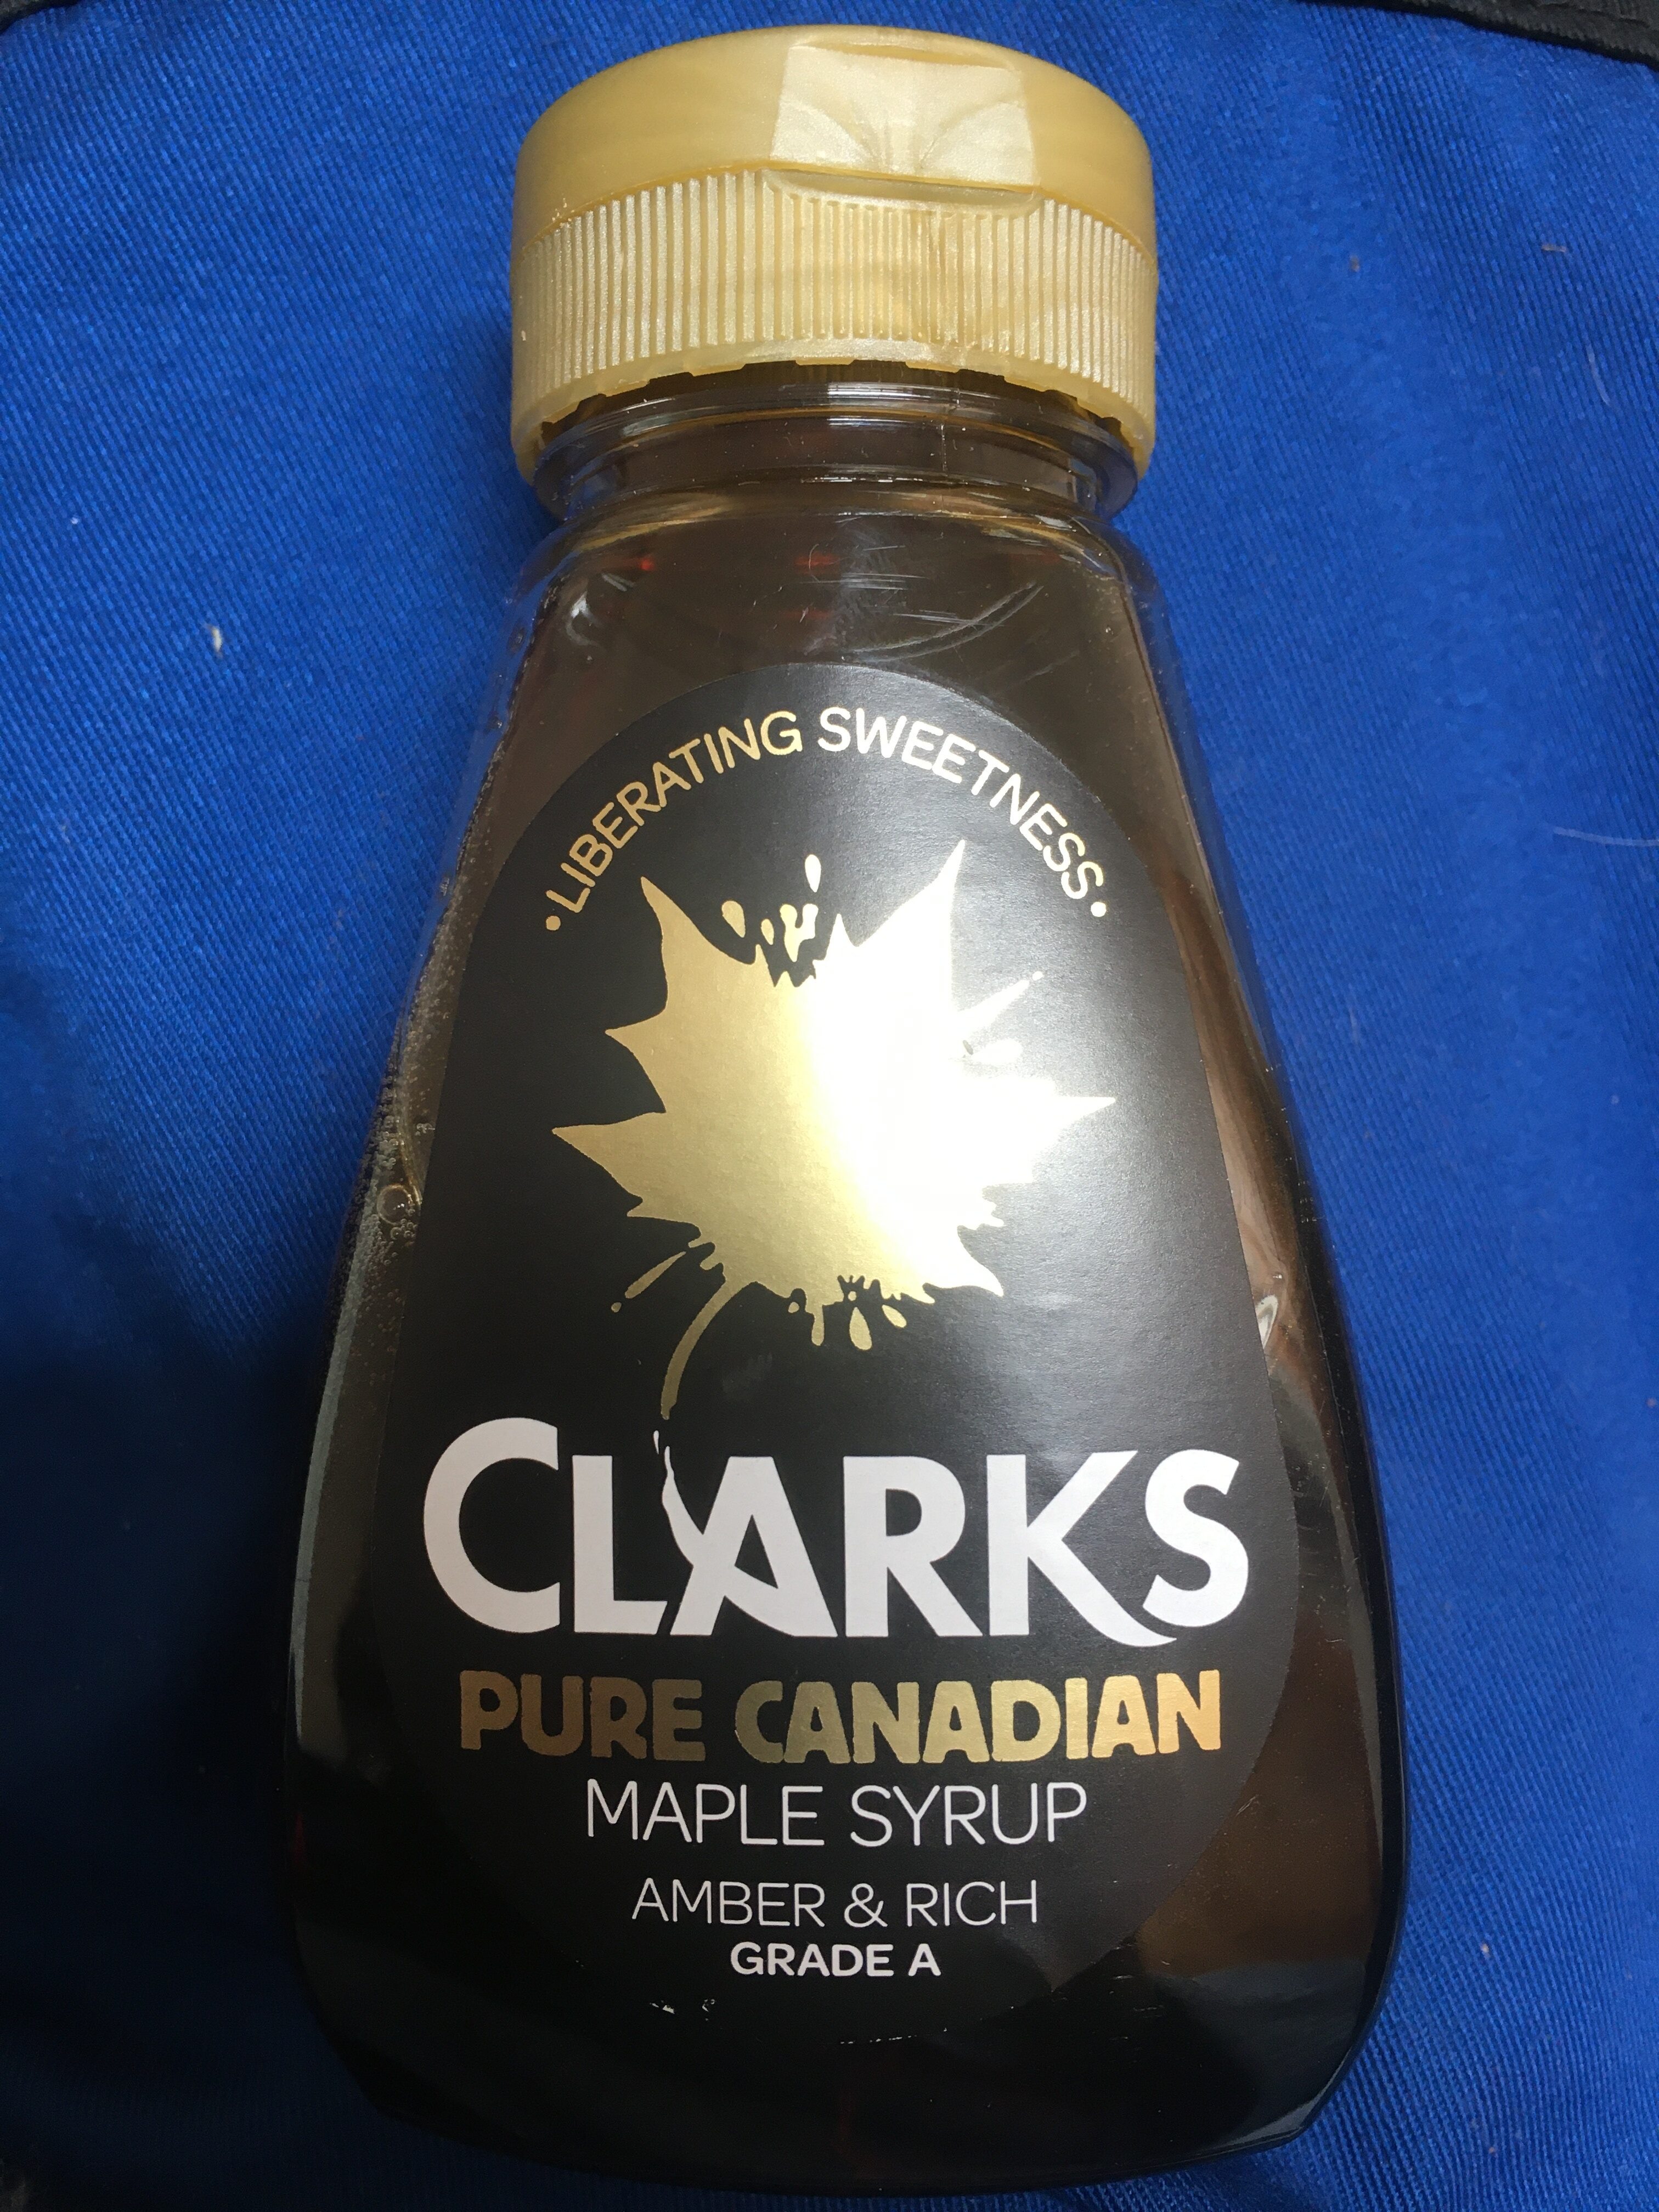 •LIBERATING SWEETNESS•
CLARKS
PURE CANADIAN
MAPLE SYRUP
AMBER & RICH
GRADE A